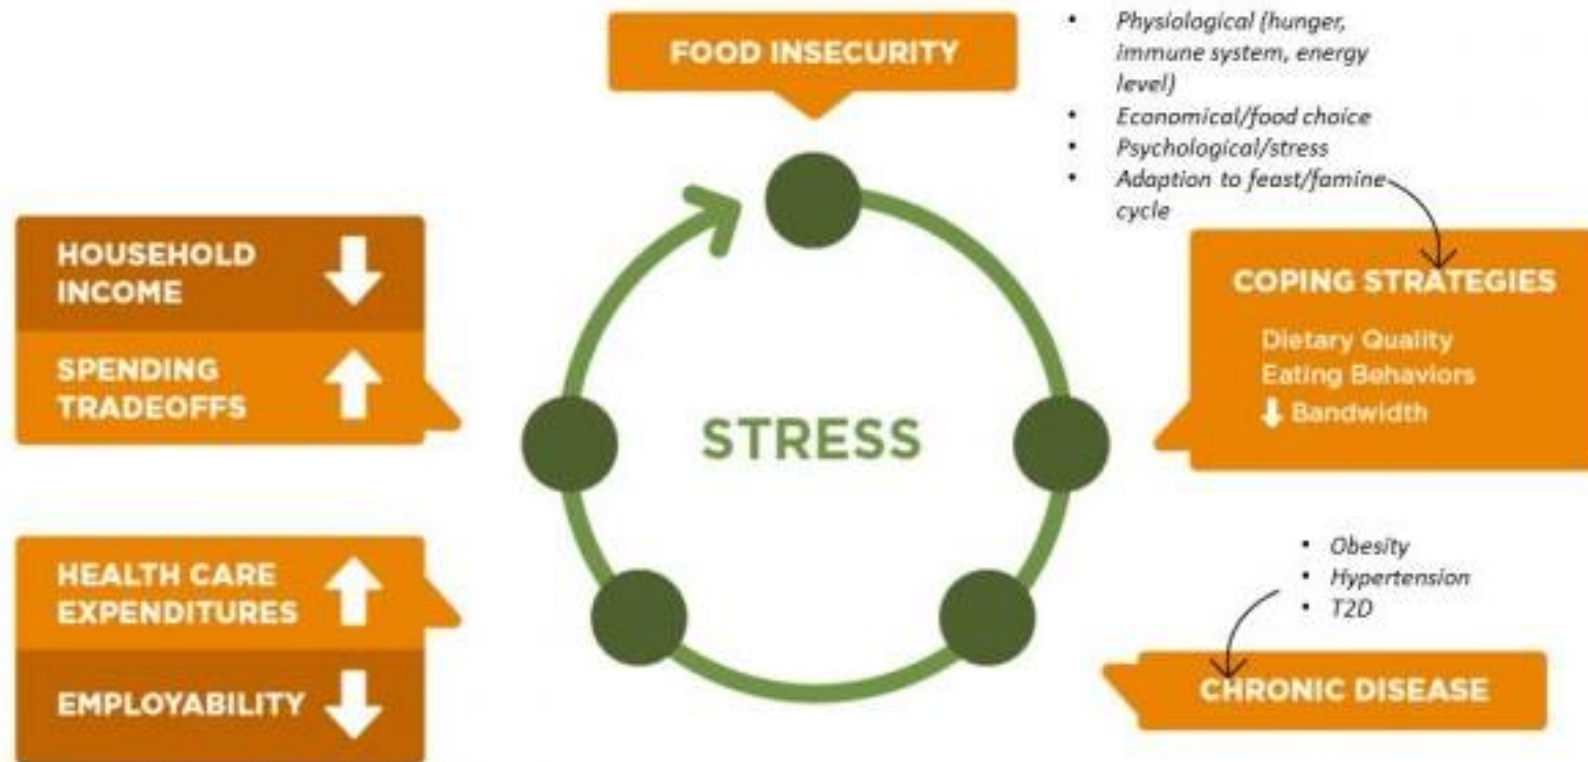 FOOD INSECURITY
• Physiological (hunger,
immune system, energy
level)
• Economical/food choice
• Psychological/stress
• Adaption to feast/famine
cycle
COPING STRATEGIES
Dietary Quality
Eating Behaviors
↓ Bandwidth
• Obesity
• Hypertension
• T2D
CHRONIC DISEASE
HEALTH CARE
EXPENDITURES ↑
EMPLOYABILITY ↓
HOUSEHOLD
INCOME ↓
SPENDING
TRADEOFFS ↑
STRESS